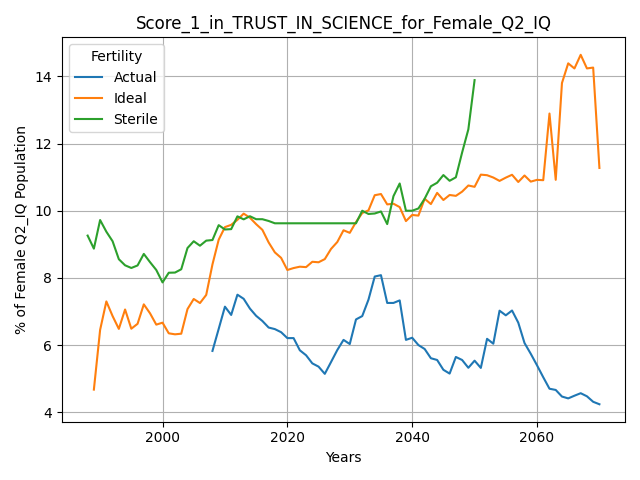 Score_1_in_TRUST_IN_SCIENCE_for_Female_Q2_IQ
Fertility
Actual
Ideal
Sterile
% of Female Q2_IQ Population
14
12
10
8
6
4
2000
2020
2040
2060
Years